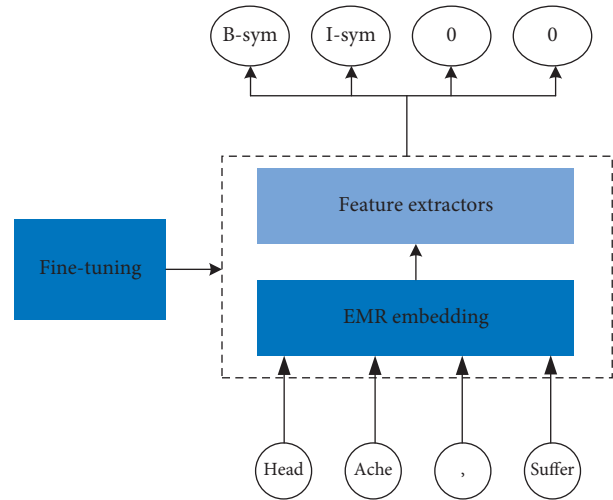 B-sym I-sym 0 0
Feature extractors
Fine-tuning
EMR embedding
Head Ache , Suffer